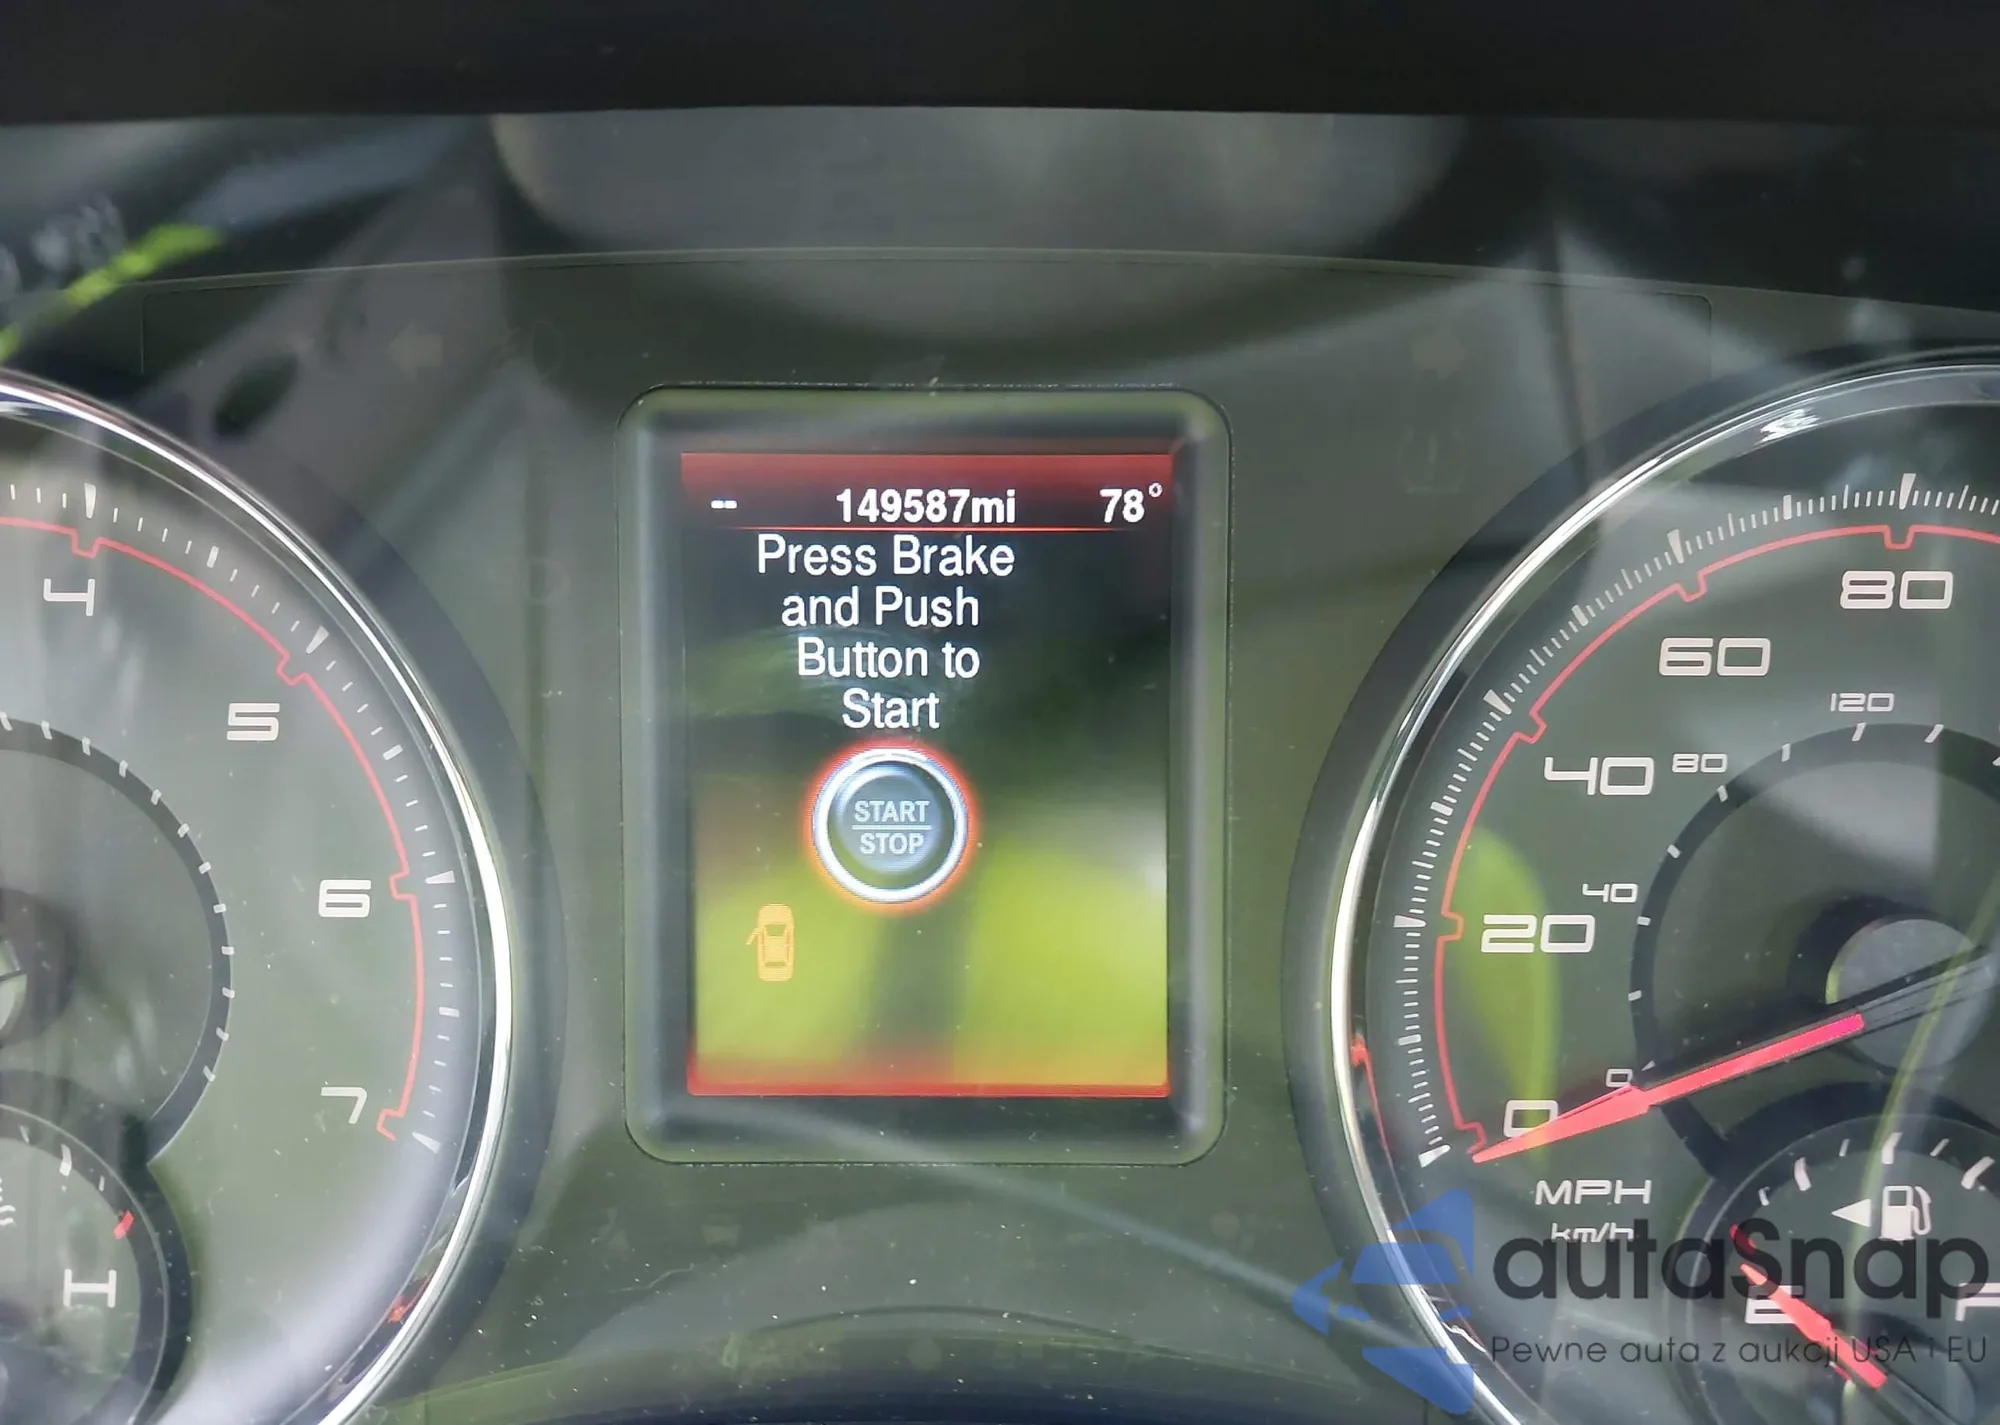 -- 149587mi 78°
Press Brake
and Push
Button to
Start
START
STOP
4
5
6
7
H
80
60
120
40 80
40
20
0
0
MPH
km/h
E F
autaSnap
Pewne auta z aukcji USA i EU